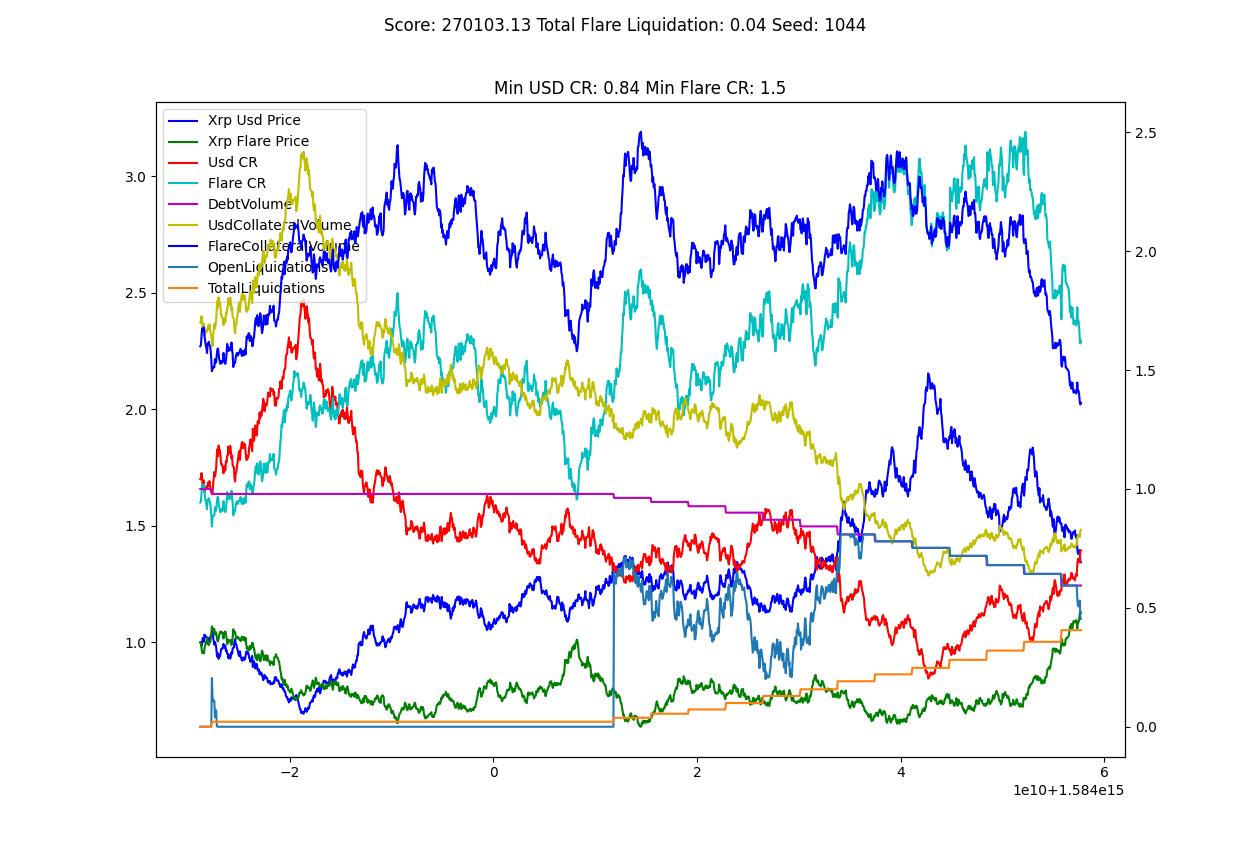 Score: 270103.13 Total Flare Liquidation: 0.04 Seed: 1044
Min USD CR: 0.84 Min Flare CR: 1.5
Xrp Usd Price
Xrp Flare Price
Usd CR
Flare CR
DebtVolume
UsdCollateralVolume
FlareCollateralVolume
OpenLiquidations
TotalLiquidations
3.0
2.5
2.0
1.5
1.0
2.5
2.0
1.5
1.0
0.5
0.0
−2
0
2
4
6
1e10+1.584e15